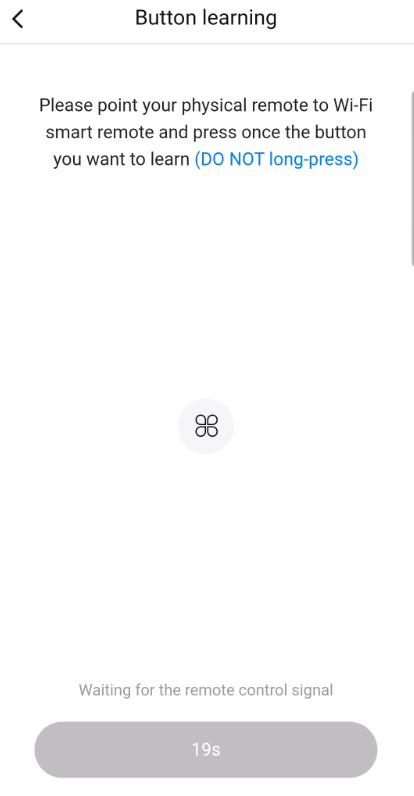 Button learning
Please point your physical remote to Wi-Fi
smart remote and press once the button
you want to learn (DO NOT long-press)
Waiting for the remote control signal
19s